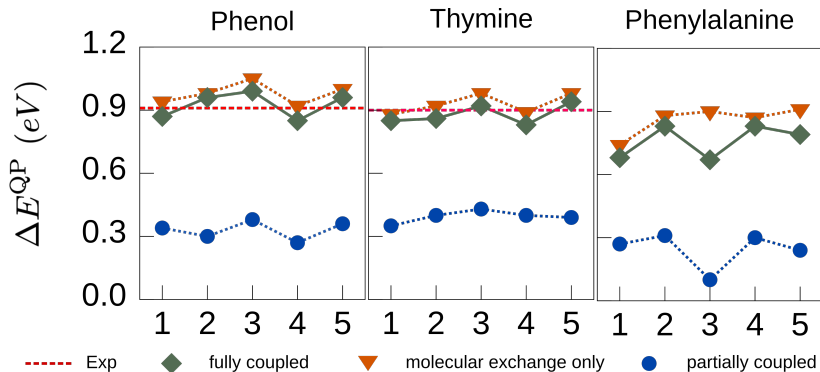 Phenol Thymine Phenylalanine
ΔE^QP (eV)
1.2
0.9
0.6
0.3
0.0
1 2 3 4 5 1 2 3 4 5 1 2 3 4 5
Exp fully coupled molecular exchange only partially coupled